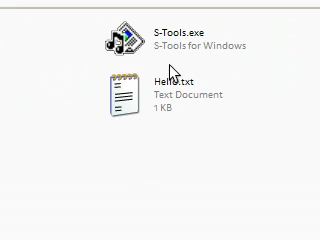 S-Tools.exe
S-Tools for Windows
Hello.txt
Text Document
1 KB